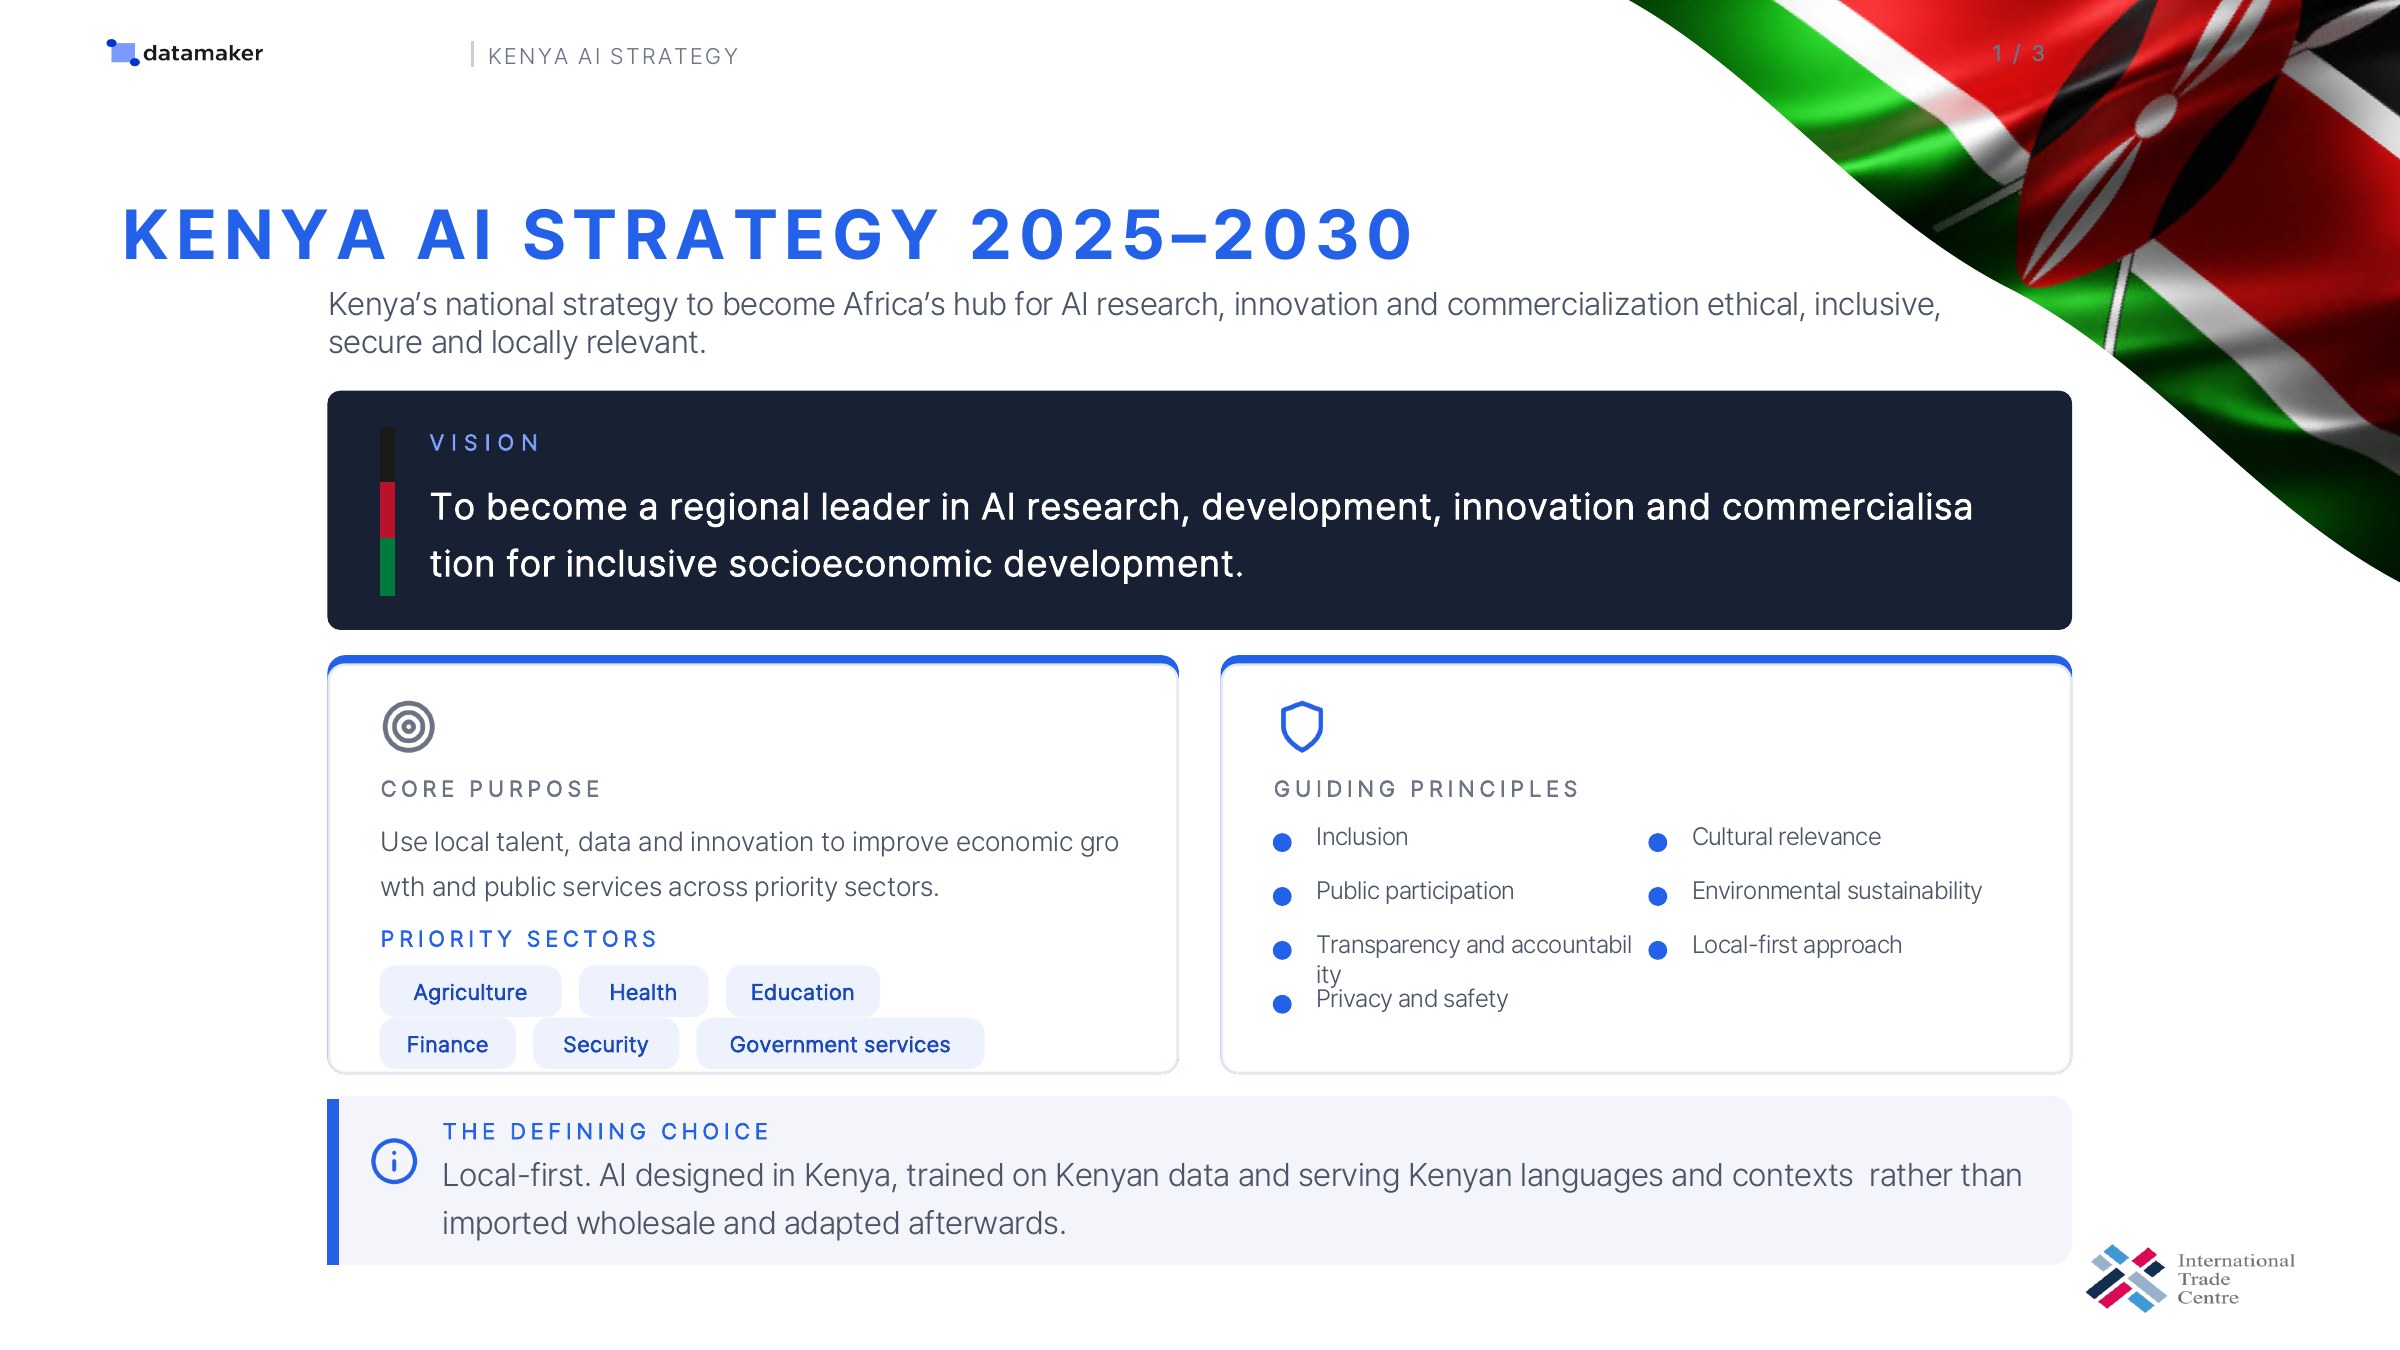 datamaker
KENYA AI STRATEGY
1 / 3
KENYA AI STRATEGY 2025–2030
Kenya’s national strategy to become Africa’s hub for AI research, innovation and commercialization ethical, inclusive,
secure and locally relevant.
VISION
To become a regional leader in AI research, development, innovation and commercialisa
tion for inclusive socioeconomic development.
CORE PURPOSE
Use local talent, data and innovation to improve economic gro
wth and public services across priority sectors.
PRIORITY SECTORS
Agriculture Health Education
Finance Security Government services
GUIDING PRINCIPLES
Inclusion
Public participation
Transparency and accountabil
ity
Privacy and safety
Cultural relevance
Environmental sustainability
Local-first approach
THE DEFINING CHOICE
Local-first. AI designed in Kenya, trained on Kenyan data and serving Kenyan languages and contexts  rather than
imported wholesale and adapted afterwards.
International
Trade
Centre